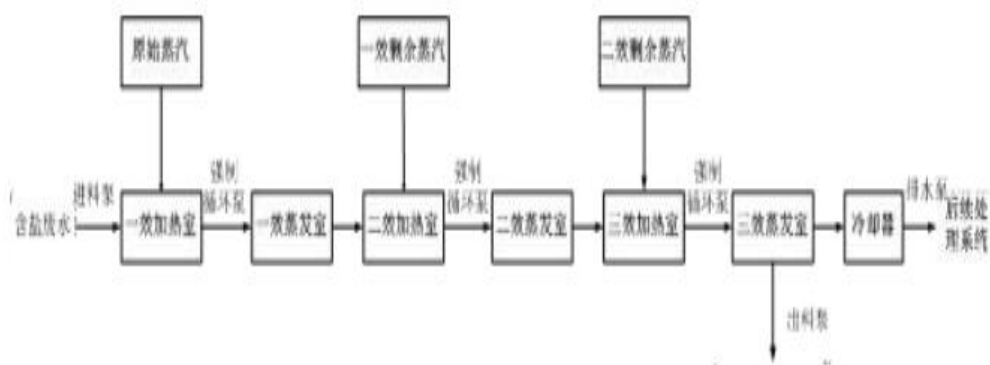 原始蒸汽
一效剩余蒸汽
二效剩余蒸汽
进料泵
含盐废水
一效加热室
强制
循环泵
一效蒸发室
二效加热室
强制
循环泵
二效蒸发室
三效加热室
强制
循环泵
三效蒸发室
冷却器
排水泵
后续处
理系统
出料泵